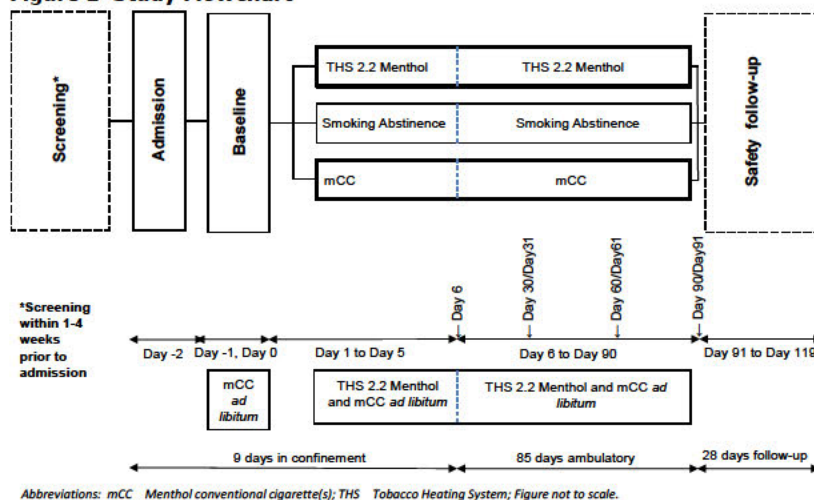 Screening*
Admission
Baseline
THS 2.2 Menthol
THS 2.2 Menthol
Smoking Abstinence
Smoking Abstinence
mCC
mCC
Safety follow-up
*Screening
within 1-4
weeks
prior to
admission
Day 6
Day 30/Day31
Day 60/Day61
Day 90/Day91
Day -2
Day -1, Day 0
Day 1 to Day 5
Day 6 to Day 90
Day 91 to Day 119
mCC
ad
libitum
THS 2.2 Menthol
and mCC ad libitum
THS 2.2 Menthol and mCC ad
libitum
9 days in confinement
85 days ambulatory
28 days follow-up
Abbreviations: mCC Menthol conventional cigarette(s); THS Tobacco Heating System; Figure not to scale.